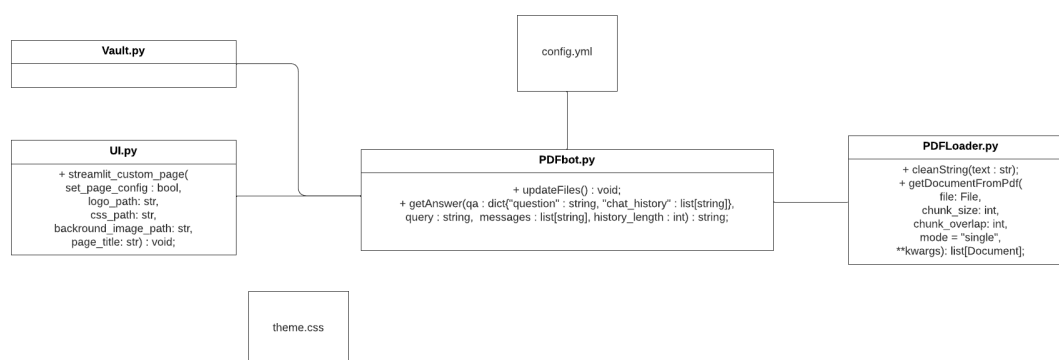 Vault.py
config.yml
UI.py
+ streamlit_custom_page(
set_page_config : bool,
logo_path: str,
css_path: str,
backround_image_path: str,
page_title: str) : void;
PDFbot.py
+ updateFiles() : void;
+ getAnswer(qa : dict{"question" : string, "chat_history" : list[string]},
query : string, messages : list[string], history_length : int) : string;
PDFLoader.py
+ cleanString(text : str);
+ getDocumentFromPdf(
file: File,
chunk_size: int,
chunk_overlap: int,
mode = "single",
**kwargs): list[Document];
theme.css